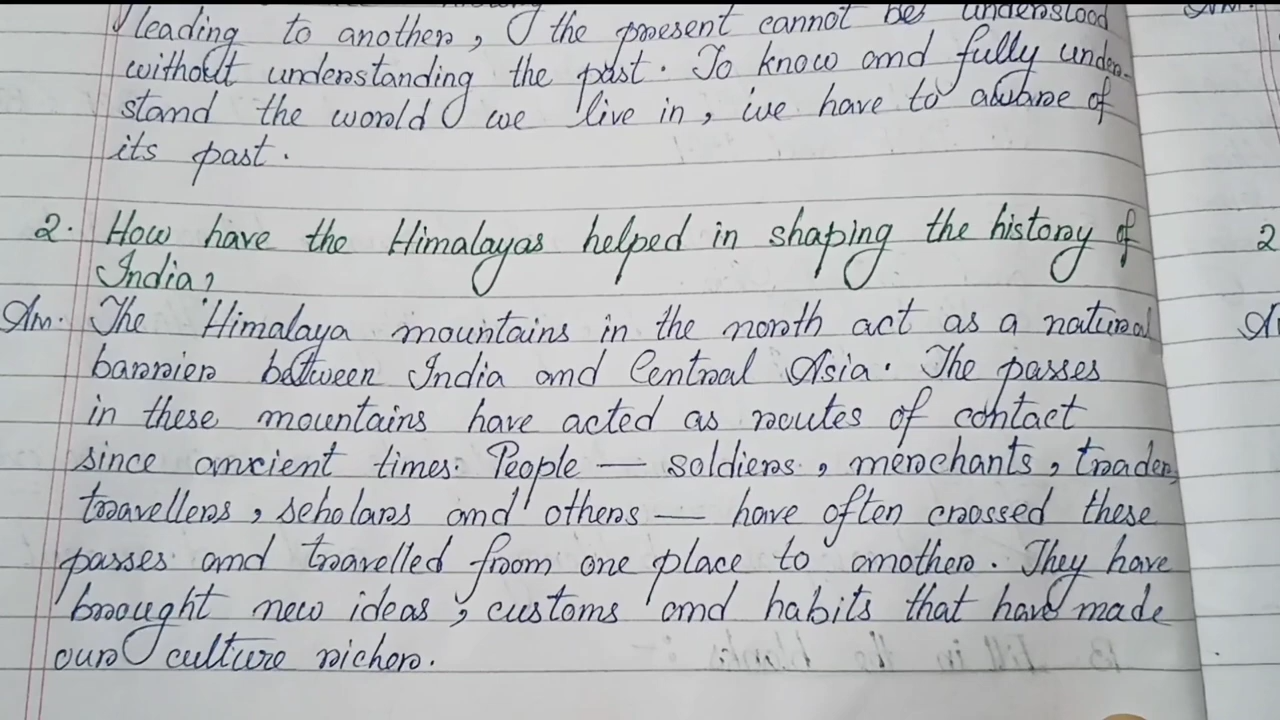 leading to another, the present cannot be understood
without understanding the past. To know and fully under-
stand the world we live in, we have to aware of
its past.
2. How have the Himalayas helped in shaping the history of
India?
Ans. The Himalaya mountains in the north act as a natural
barrier between India and Central Asia. The passes
in these mountains have acted as routes of contact
since anxcient times. People — soldiers, merchants, trader,
travellers, scholars and others — have often crossed these
passes and travelled from one place to another. They have
brought new ideas, customs and habits that have made
our culture richer.
2